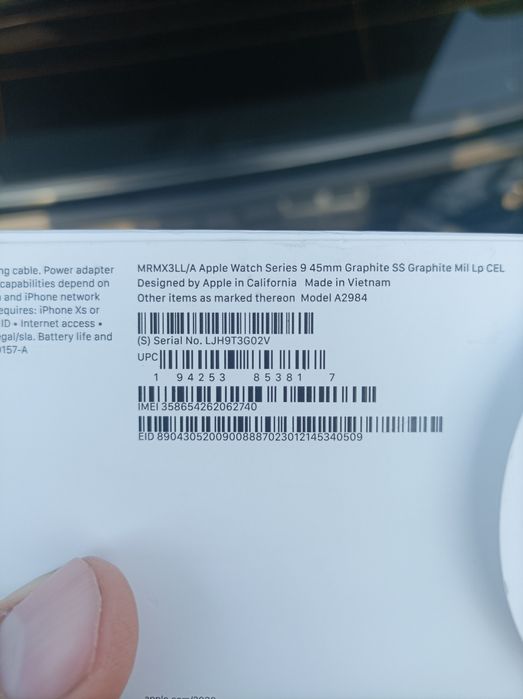 ng cable. Power adapter
capabilities depend on
and iPhone network
equires: iPhone Xs or
ID • Internet access •
egal/sla. Battery life and
0157-A
MRMX3LL/A Apple Watch Series 9 45mm Graphite SS Graphite Mil Lp CEL
Designed by Apple in California Made in Vietnam
Other items as marked thereon Model A2984
(S) Serial No. LJH9T3G02V
UPC
1 94253 85381 7
IMEI 358654262062740
EID 89043052009008887023012145340509